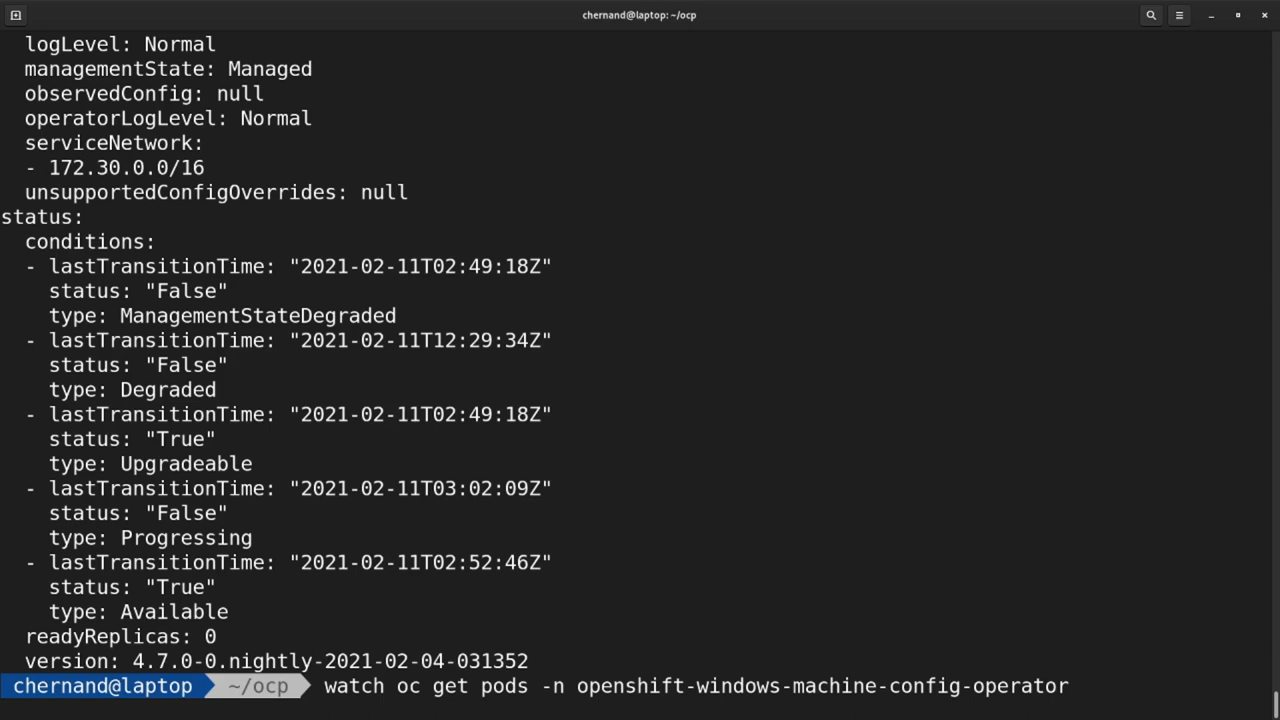 chernand@laptop: ~/ocp
logLevel: Normal
managementState: Managed
observedConfig: null
operatorLogLevel: Normal
serviceNetwork:
- 172.30.0.0/16
unsupportedConfigOverrides: null
status:
conditions:
- lastTransitionTime: "2021-02-11T02:49:18Z"
status: "False"
type: ManagementStateDegraded
- lastTransitionTime: "2021-02-11T12:29:34Z"
status: "False"
type: Degraded
- lastTransitionTime: "2021-02-11T02:49:18Z"
status: "True"
type: Upgradeable
- lastTransitionTime: "2021-02-11T03:02:09Z"
status: "False"
type: Progressing
- lastTransitionTime: "2021-02-11T02:52:46Z"
status: "True"
type: Available
readyReplicas: 0
version: 4.7.0-0.nightly-2021-02-04-031352
chernand@laptop ~/ocp watch oc get pods -n openshift-windows-machine-config-operator